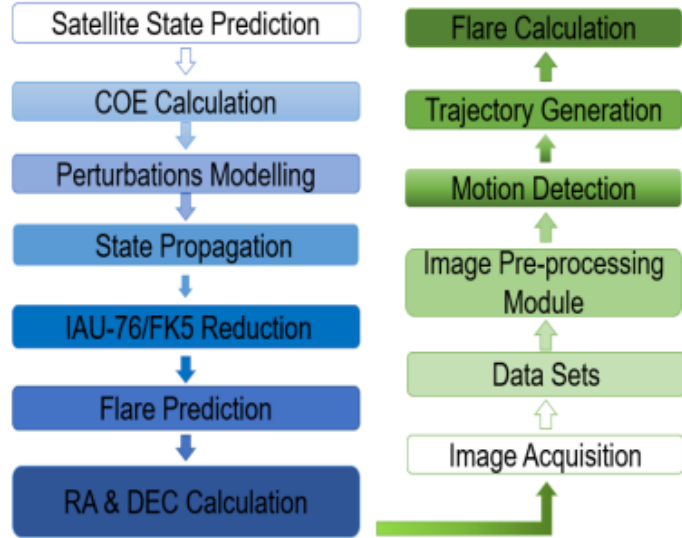 Satellite State Prediction
COE Calculation
Perturbations Modelling
State Propagation
IAU-76/FK5 Reduction
Flare Prediction
RA & DEC Calculation
Image Acquisition
Data Sets
Image Pre-processing
Module
Motion Detection
Trajectory Generation
Flare Calculation